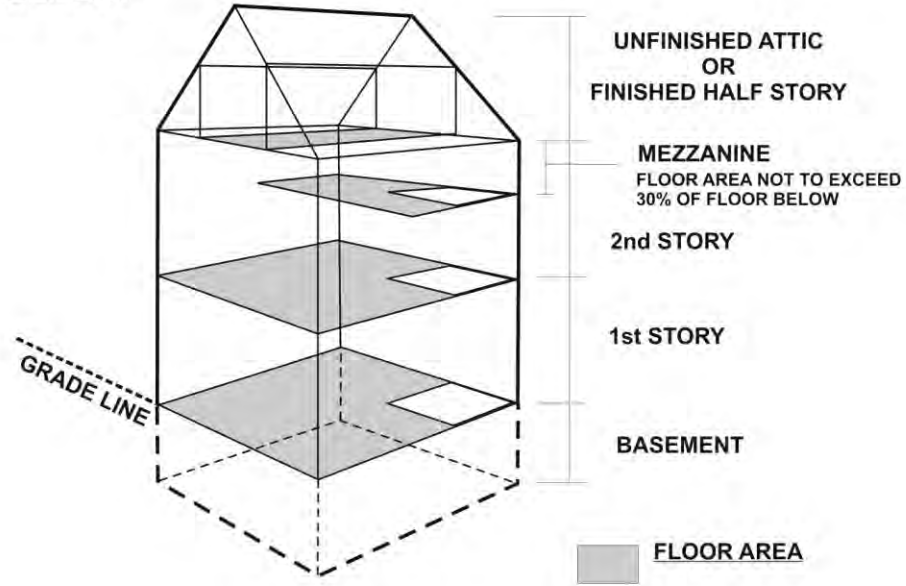 UNFINISHED ATTIC
OR
FINISHED HALF STORY
MEZZANINE
FLOOR AREA NOT TO EXCEED
30% OF FLOOR BELOW
2nd STORY
1st STORY
GRADE LINE
BASEMENT
FLOOR AREA